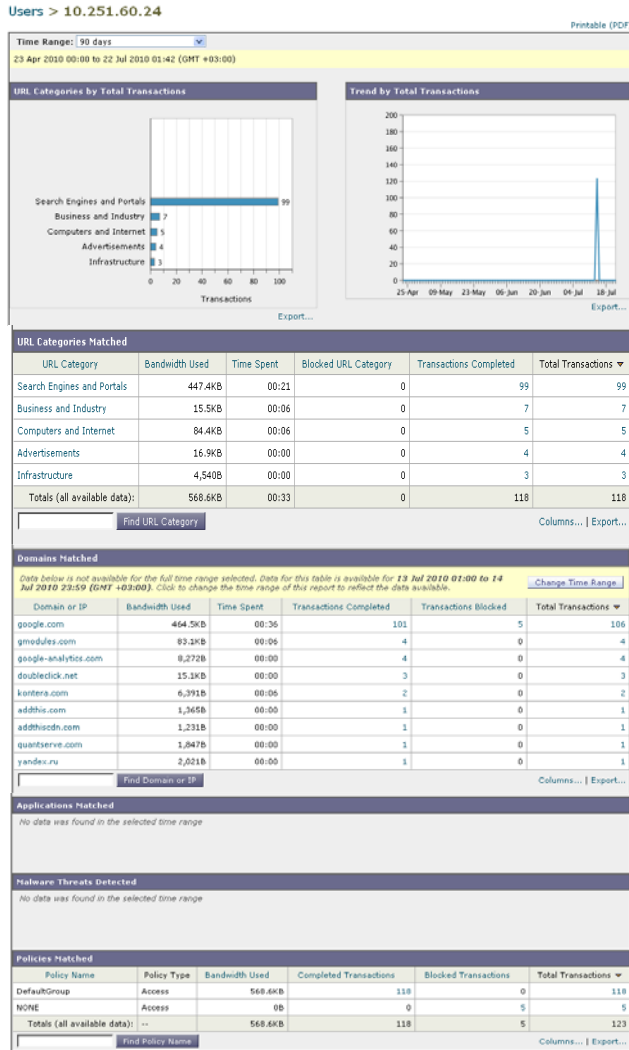 Users > 10.251.60.24
Printable (PDF
Time Range: 90 days
23 Apr 2010 00:00 to 22 Jul 2010 01:42 (GMT +03:00)
URL Categories by Total Transactions
Search Engines and Portals 99
Business and Industry 7
Computers and Internet 5
Advertisements 4
Infrastructure 3
0 20 40 60 80 100
Transactions
Export...
Trend by Total Transactions
200
180
160
140
120
100
80
60
40
20
0
25-Apr 09-May 23-May 06-Jun 20-Jun 04-Jul 18-Jul
Export...
URL Categories Matched
URL Category Bandwidth Used Time Spent Blocked URL Category Transactions Completed Total Transactions
Search Engines and Portals 447.4KB 00:21 0 99 99
Business and Industry 15.5KB 00:06 0 7 7
Computers and Internet 84.4KB 00:06 0 5 5
Advertisements 16.9KB 00:00 0 4 4
Infrastructure 4,540B 00:00 0 3 3
Totals (all available data): 568.6KB 00:33 0 118 118
Find URL Category
Columns... | Export...
Domains Matched
Data below is not available for the full time range selected. Data for this table is available for 13 Jul 2010 01:00 to 14
Jul 2010 23:59 (GMT +03:00). Click to change the time range of this report to reflect the data available.
Change Time Range
Domain or IP Bandwidth Used Time Spent Transactions Completed Transactions Blocked Total Transactions
google.com 464.5KB 00:36 101 5 106
gmodules.com 83.1KB 00:06 4 0 4
google-analytics.com 8,272B 00:00 4 0 4
doubleclick.net 15.1KB 00:00 3 0 3
kontera.com 6,391B 00:06 2 0 2
addthis.com 1,365B 00:00 1 0 1
addthiscdn.com 1,231B 00:00 1 0 1
quantserve.com 1,847B 00:00 1 0 1
yandex.ru 2,021B 00:00 1 0 1
Find Domain or IP
Columns... | Export...
Applications Matched
No data was found in the selected time range
Malware Threats Detected
No data was found in the selected time range
Policies Matched
Policy Name Policy Type Bandwidth Used Completed Transactions Blocked Transactions Total Transactions
DefaultGroup Access 568.6KB 118 0 118
NONE Access 0B 0 5 5
Totals (all available data): -- 568.6KB 118 5 123
Find Policy Name
Columns... | Export...